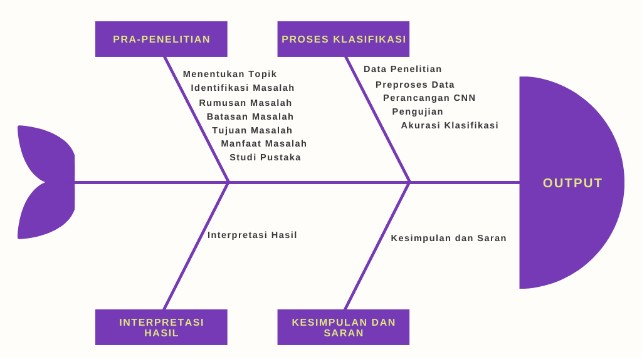 PRA-PENELITIAN
PROSES KLASIFIKASI
Menentukan Topik
Identifikasi Masalah
Rumusan Masalah
Batasan Masalah
Tujuan Masalah
Manfaat Masalah
Studi Pustaka
Data Penelitian
Preproses Data
Perancangan CNN
Pengujian
Akurasi Klasifikasi
OUTPUT
Interpretasi Hasil
Kesimpulan dan Saran
INTERPRETASI
HASIL
KESIMPULAN DAN
SARAN